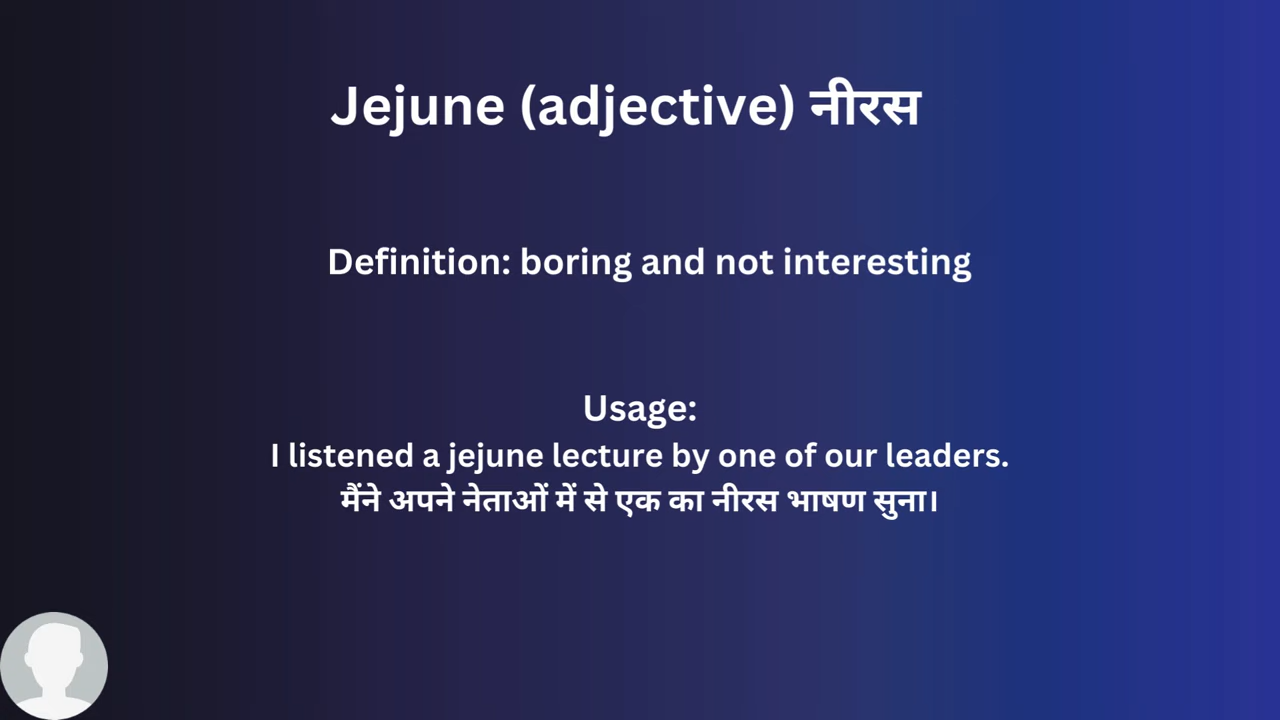 Jejune (adjective) नीरस
Definition: boring and not interesting
Usage:
I listened a jejune lecture by one of our leaders.
मैंने अपने नेताओं में से एक का नीरस भाषण सुना।